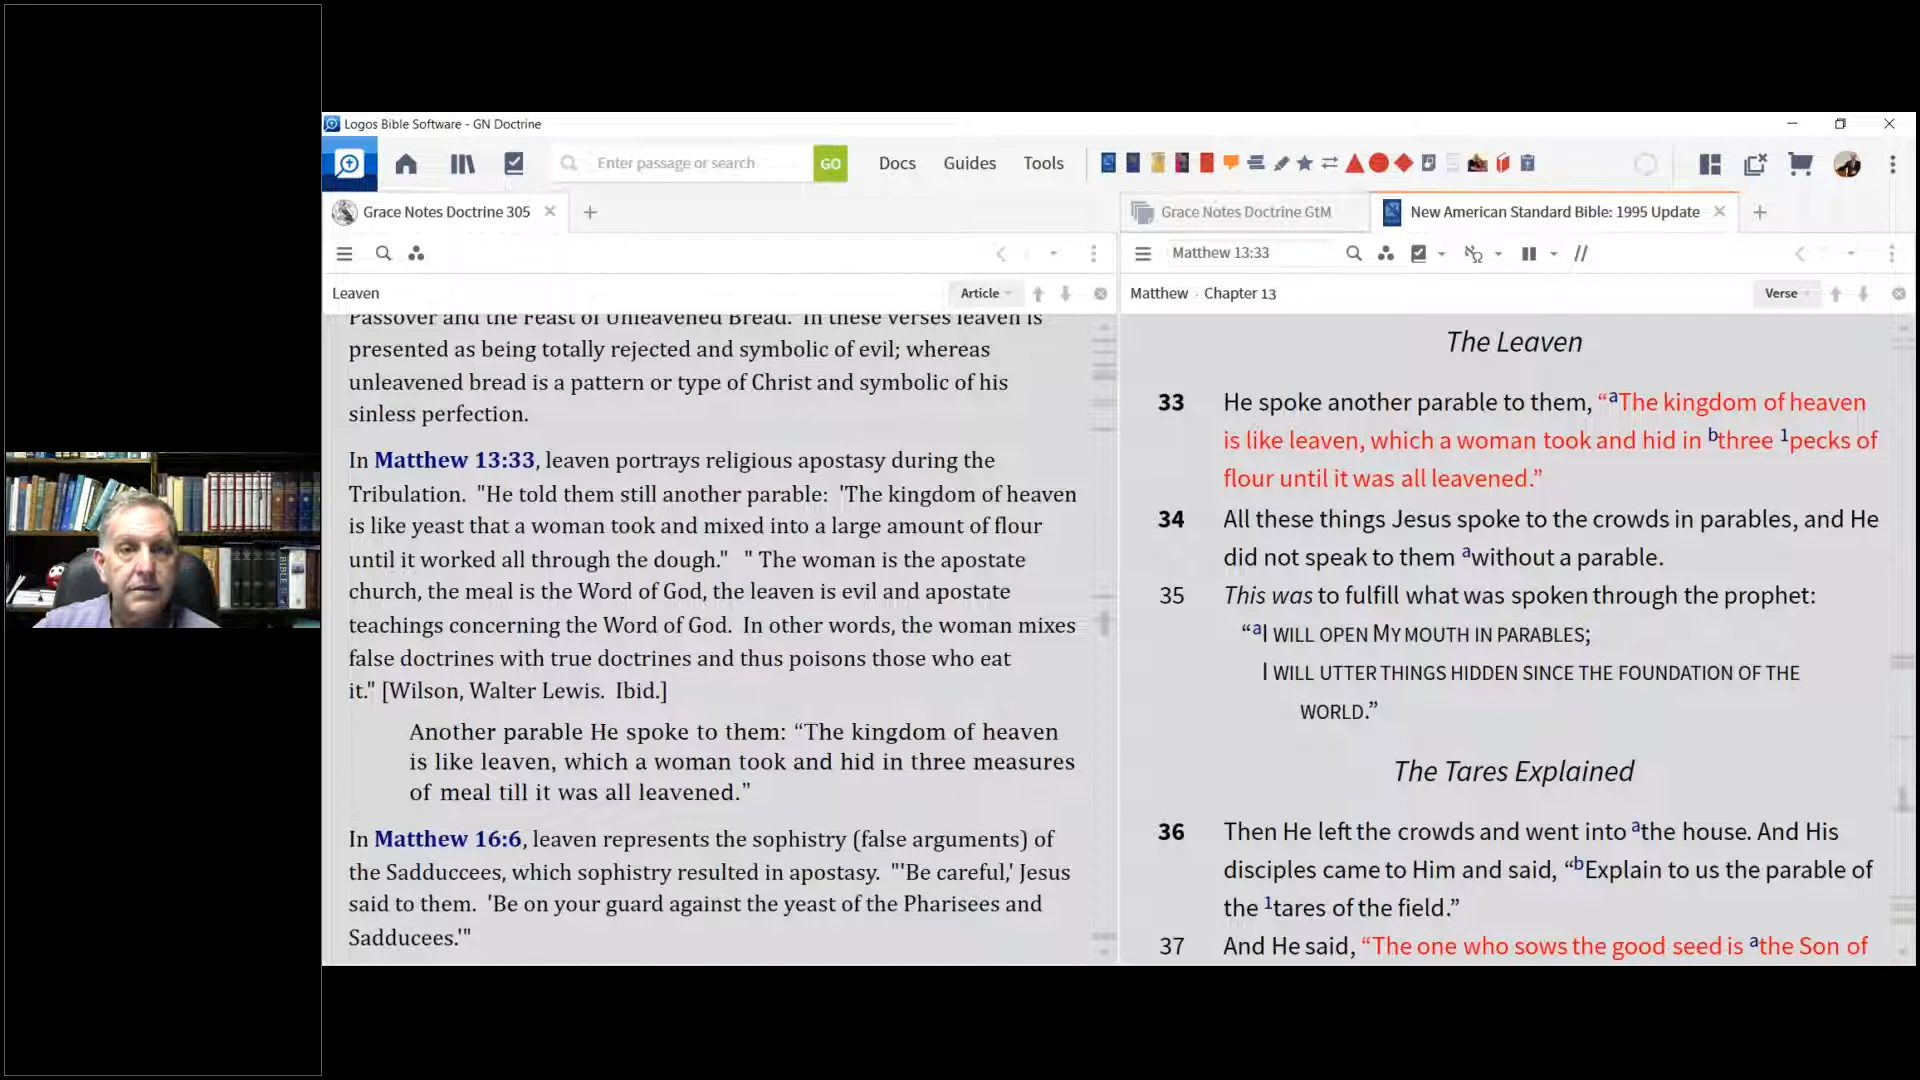 Logos Bible Software - GN Doctrine
Enter passage or search
GO
Docs
Guides
Tools
Grace Notes Doctrine 305
Leaven
Article
Passover and the Feast of Unleavened Bread.  In these verses leaven is
presented as being totally rejected and symbolic of evil; whereas
unleavened bread is a pattern or type of Christ and symbolic of his
sinless perfection.
In Matthew 13:33, leaven portrays religious apostasy during the
Tribulation.  "He told them still another parable:  'The kingdom of heaven
is like yeast that a woman took and mixed into a large amount of flour
until it worked all through the dough."   " The woman is the apostate
church, the meal is the Word of God, the leaven is evil and apostate
teachings concerning the Word of God.  In other words, the woman mixes
false doctrines with true doctrines and thus poisons those who eat
it." [Wilson, Walter Lewis.  Ibid.]
Another parable He spoke to them: “The kingdom of heaven
is like leaven, which a woman took and hid in three measures
of meal till it was all leavened.”
In Matthew 16:6, leaven represents the sophistry (false arguments) of
the Sadduccees, which sophistry resulted in apostasy.  "'Be careful,' Jesus
said to them.  'Be on your guard against the yeast of the Pharisees and
Sadducees.'"
Grace Notes Doctrine GtM
New American Standard Bible: 1995 Update
Matthew 13:33
Matthew › Chapter 13
Verse
The Leaven
33 He spoke another parable to them, “aThe kingdom of heaven
is like leaven, which a woman took and hid in bthree 1pecks of
flour until it was all leavened.”
34 All these things Jesus spoke to the crowds in parables, and He
did not speak to them awithout a parable.
35 This was to fulfill what was spoken through the prophet:
“aI WILL OPEN MY MOUTH IN PARABLES;
I WILL UTTER THINGS HIDDEN SINCE THE FOUNDATION OF THE
WORLD.”
The Tares Explained
36 Then He left the crowds and went into athe house. And His
disciples came to Him and said, “bExplain to us the parable of
the 1tares of the field.”
37 And He said, “The one who sows the good seed is athe Son of
BIBLE